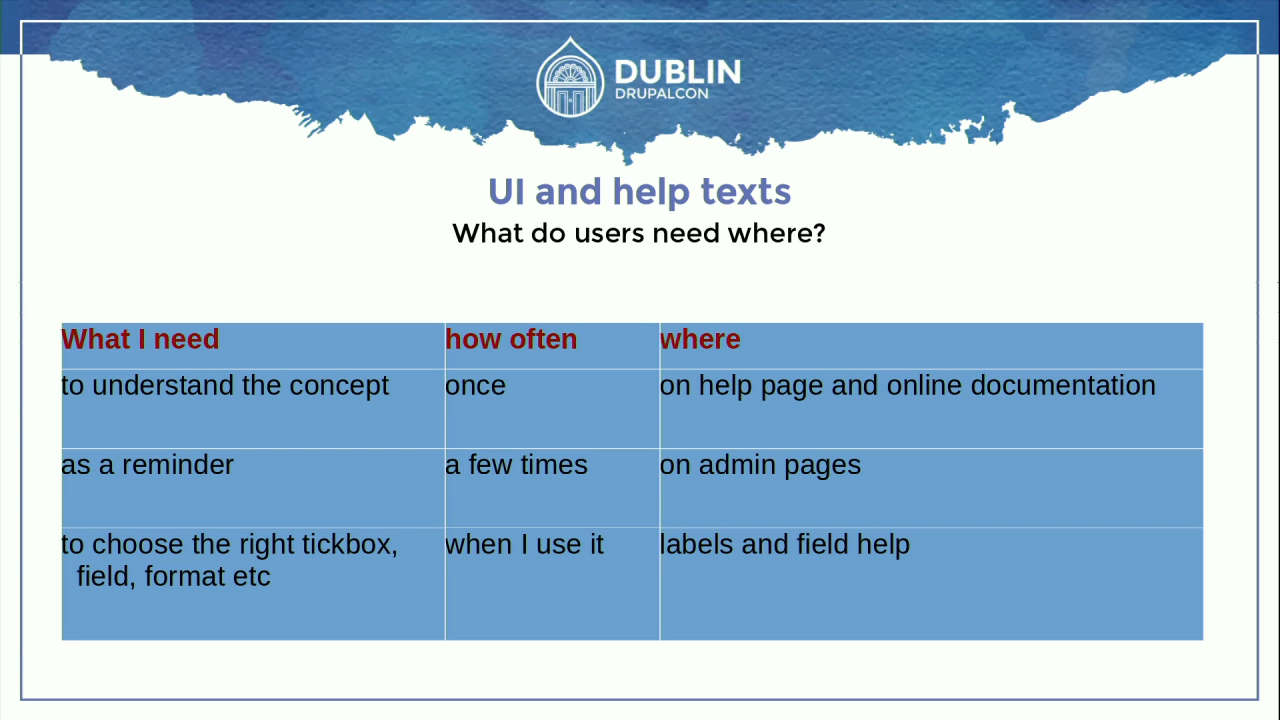 DUBLIN
DRUPALCON
UI and help texts
What do users need where?
What I need how often where
to understand the concept once on help page and online documentation
as a reminder a few times on admin pages
to choose the right tickbox, when I use it labels and field help
field, format etc